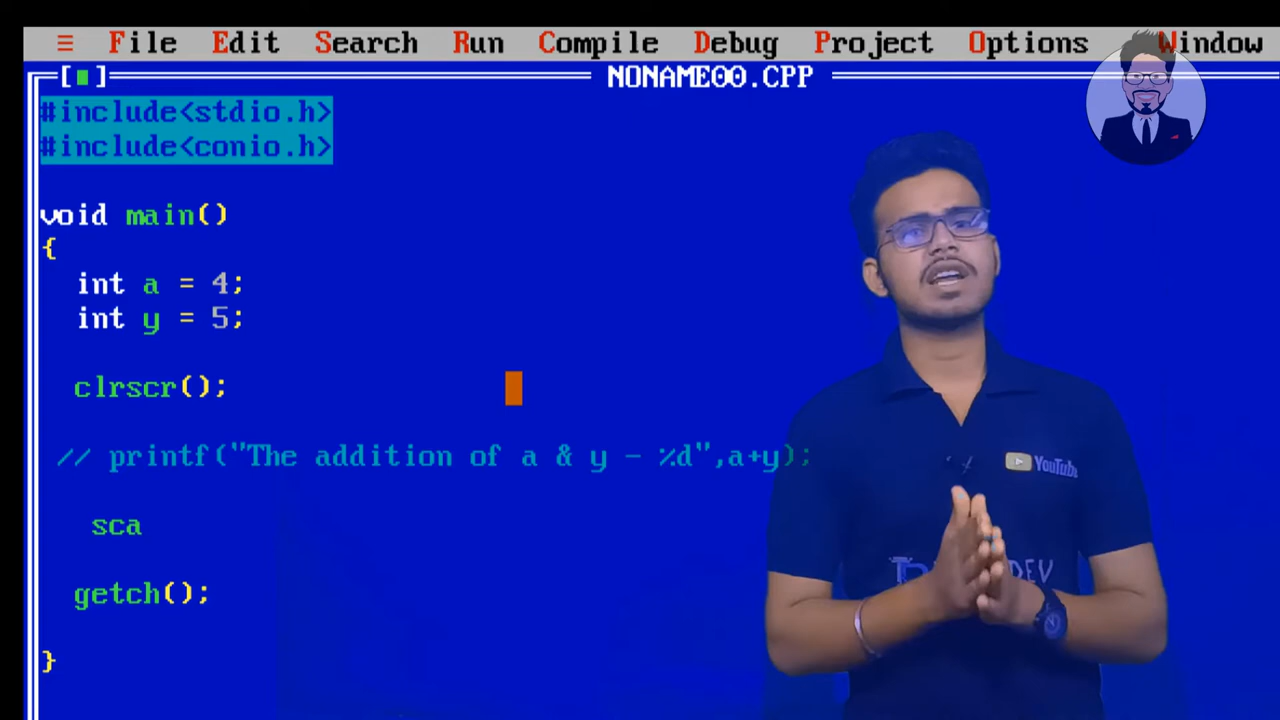 ≡ File Edit Search Run Compile Debug Project Options Window
[■] NONAME00.CPP
#include<stdio.h>
#include<conio.h>
void main()
{
int a = 4;
int y = 5;
clrscr();
// printf("The addition of a & y - %d",a+y);
sca
getch();
}
YouTube
DEV